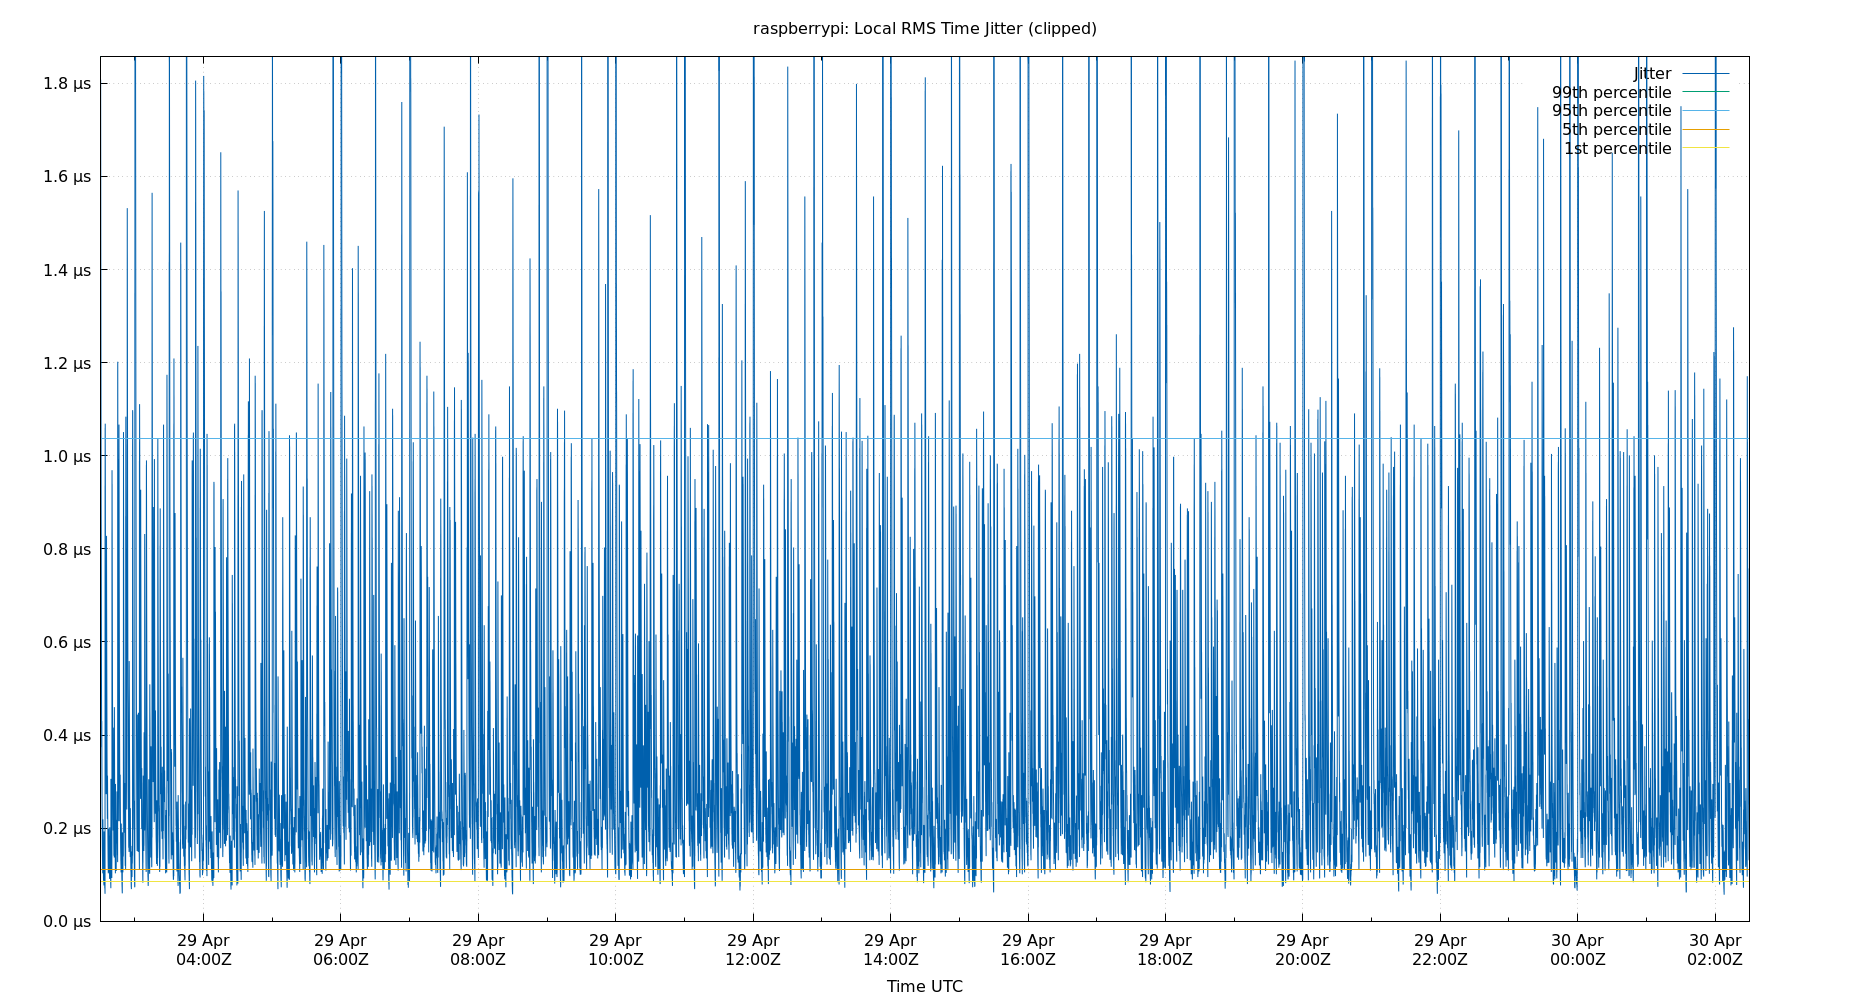 raspberrypi: Local RMS Time Jitter (clipped)
Jitter
99th percentile
95th percentile
5th percentile
1st percentile
1.8 µs
1.6 µs
1.4 µs
1.2 µs
1.0 µs
0.8 µs
0.6 µs
0.4 µs
0.2 µs
0.0 µs
29 Apr 29 Apr 29 Apr 29 Apr 29 Apr 29 Apr 29 Apr 29 Apr 29 Apr 29 Apr 30 Apr 30 Apr
04:00Z 06:00Z 08:00Z 10:00Z 12:00Z 14:00Z 16:00Z 18:00Z 20:00Z 22:00Z 00:00Z 02:00Z
Time UTC